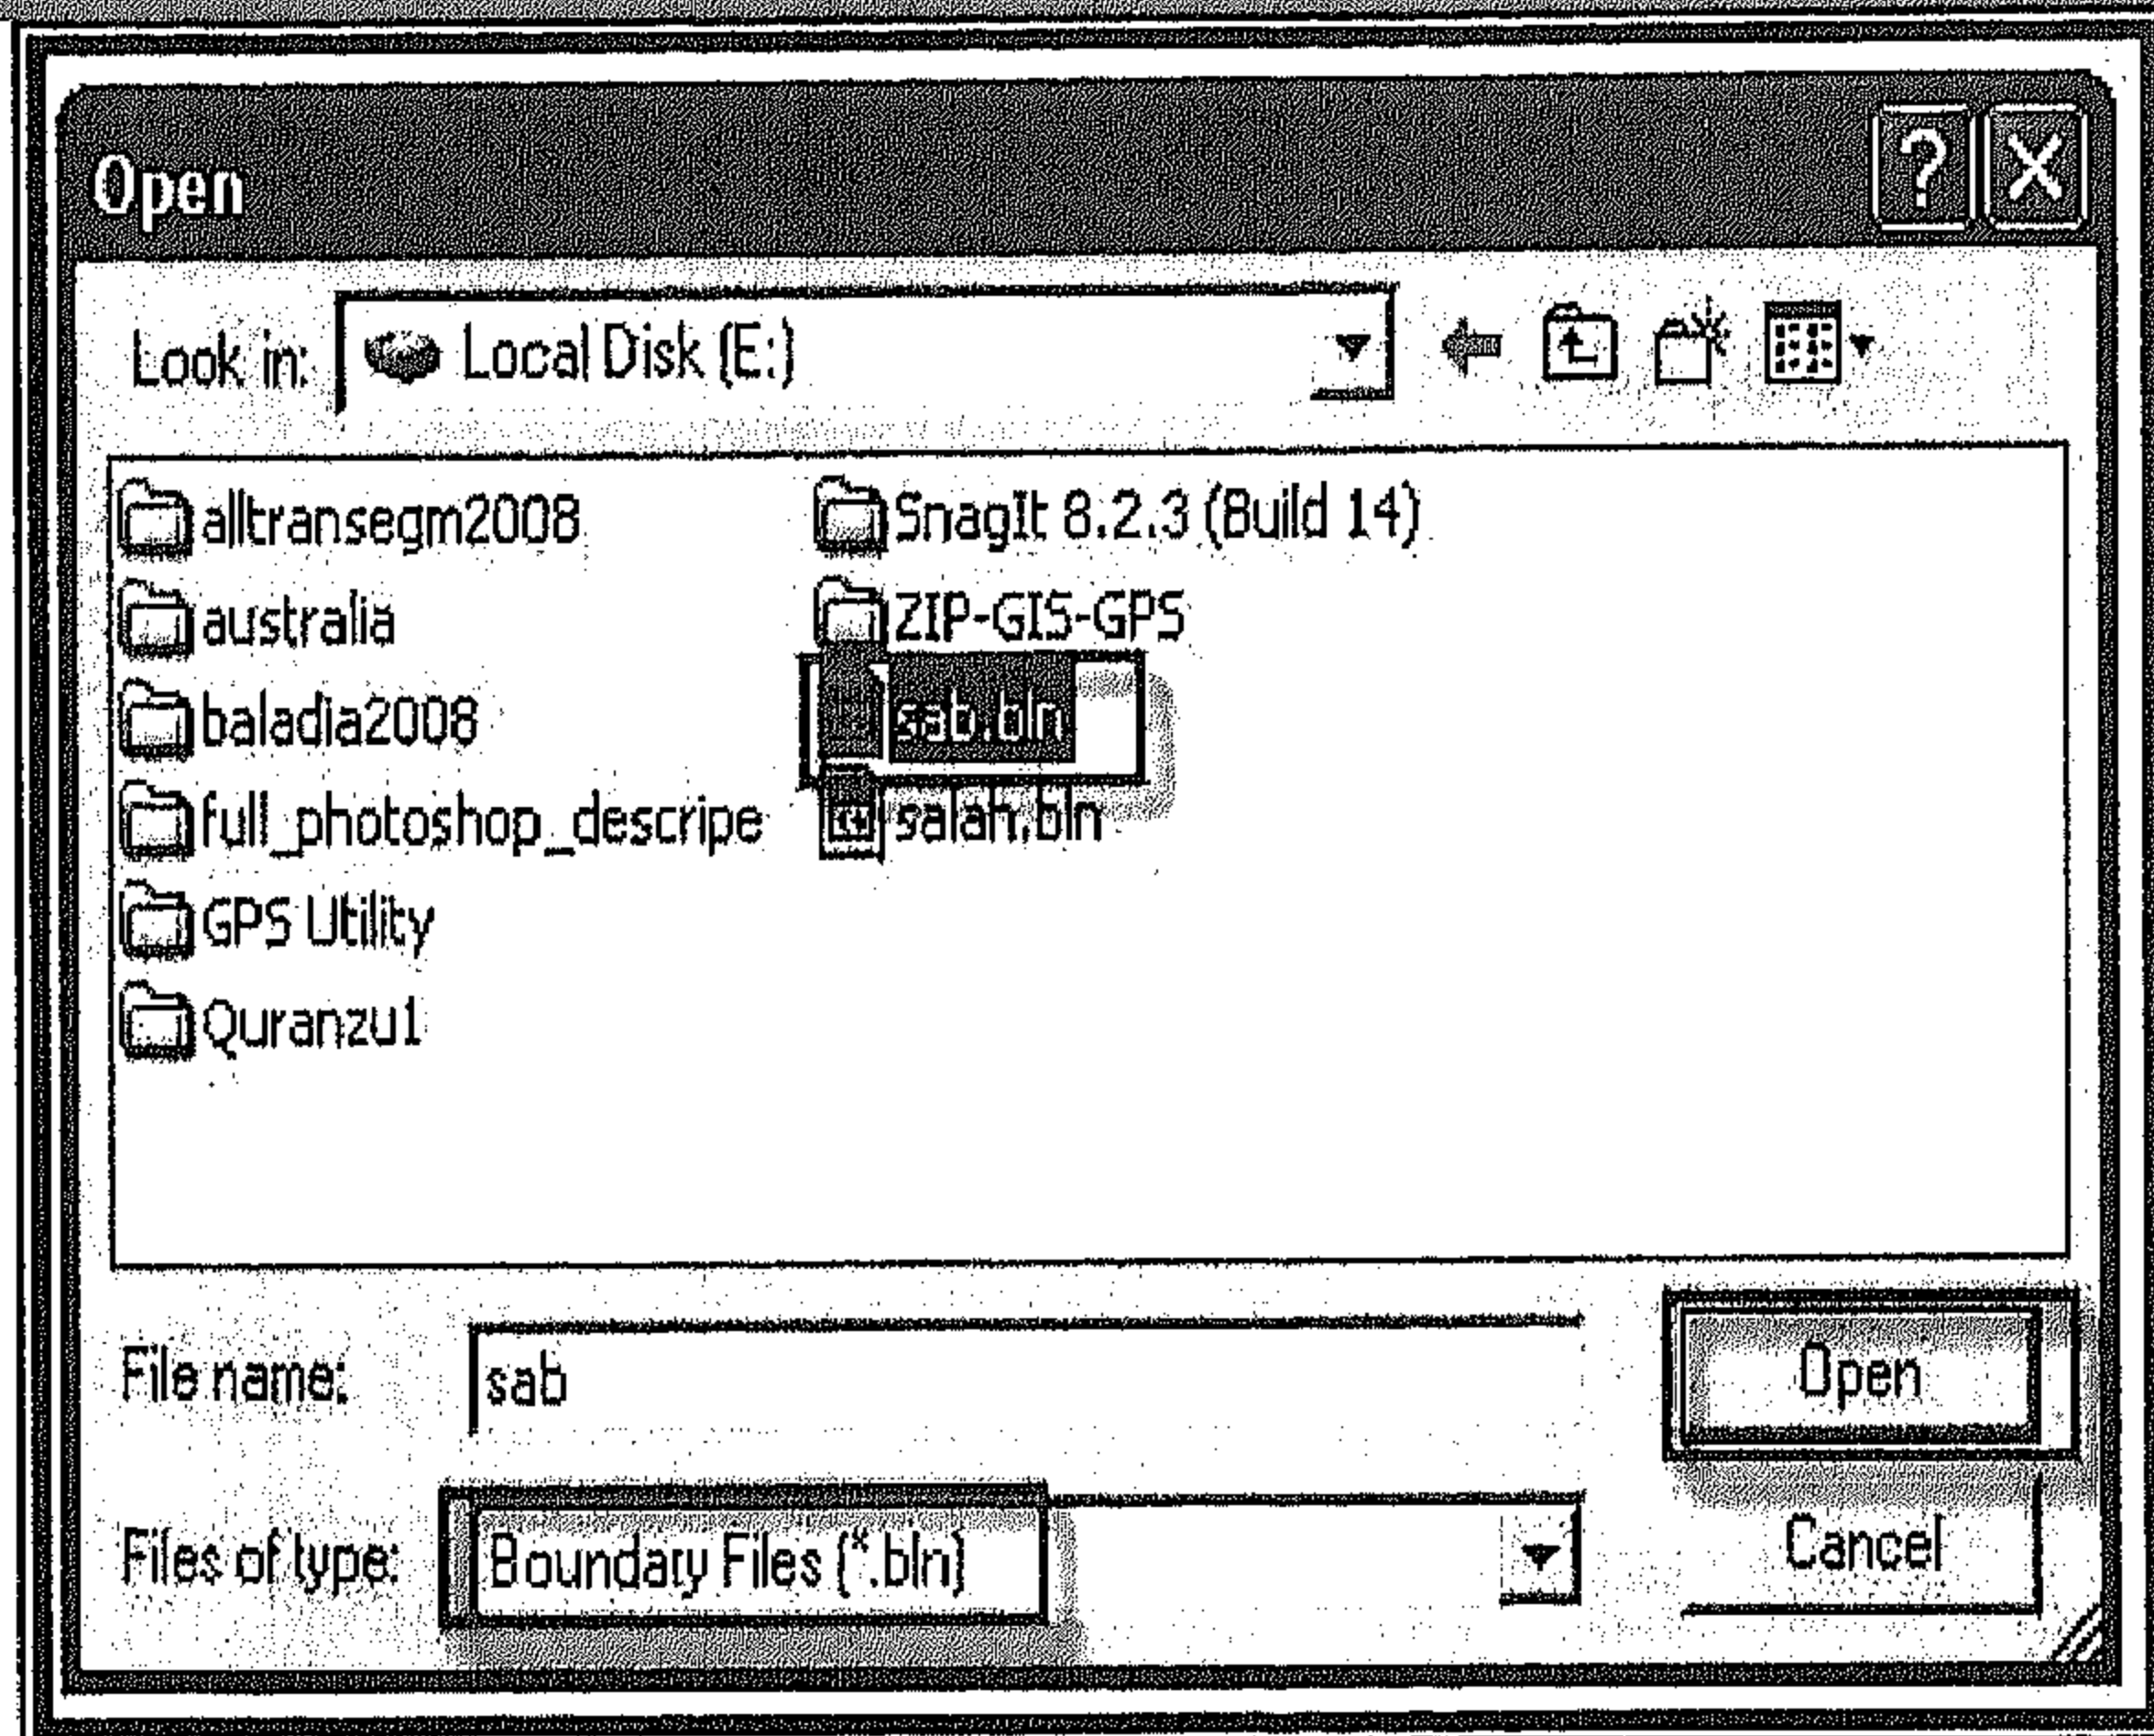 Open
Look in: Local Disk (E:)
alltransegm2008
australia
baladia2008
full_photoshop_descripe
GPS Utility
Quranzu1
SnagIt 8.2.3 (Build 14)
ZIP-GIS-GPS
sab.bln
salah.bln
File name: sab
Open
Files of type: Boundary Files (*.bln)
Cancel